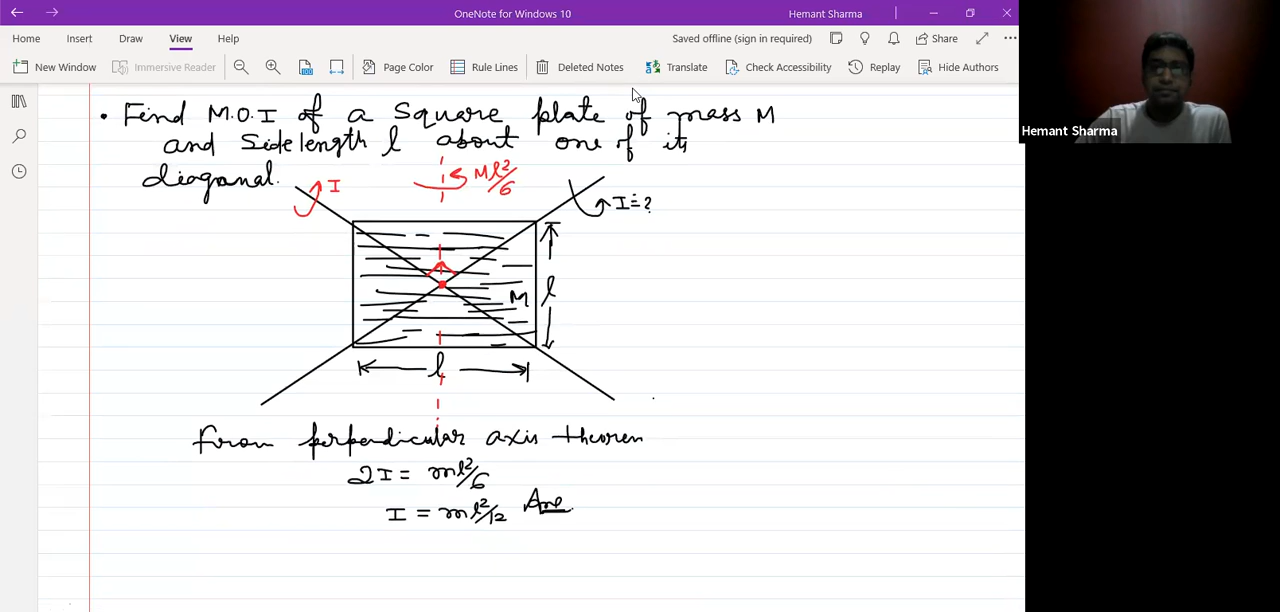 OneNote for Windows 10
Hemant Sharma
Home Insert Draw View Help
Saved offline (sign in required) Share
New Window Immersive Reader Page Color Rule Lines Deleted Notes Translate Check Accessibility Replay Hide Authors
• Find M.O.I of a Square plate of mass M
and Sidelength l about one of its
diagonal.
I
Ml²/6
I = ?
M
l
l
From perpendicular axis theorem
2I = ml²/6
I = ml²/12 Ans
Hemant Sharma